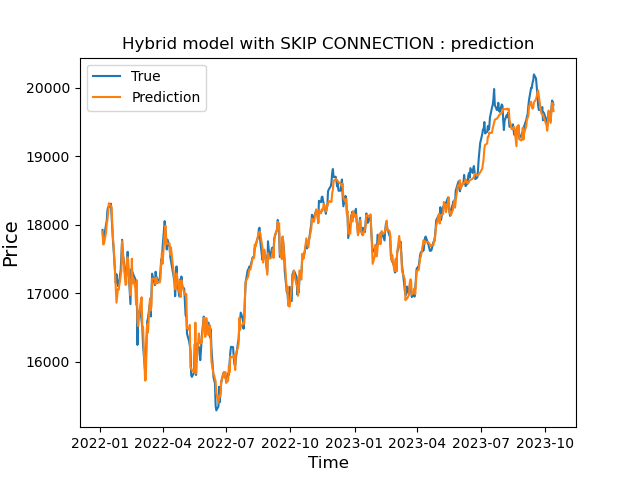 Hybrid model with SKIP CONNECTION : prediction
True
Prediction
20000
19000
18000
17000
16000
Price
2022-01 2022-04 2022-07 2022-10 2023-01 2023-04 2023-07 2023-10
Time